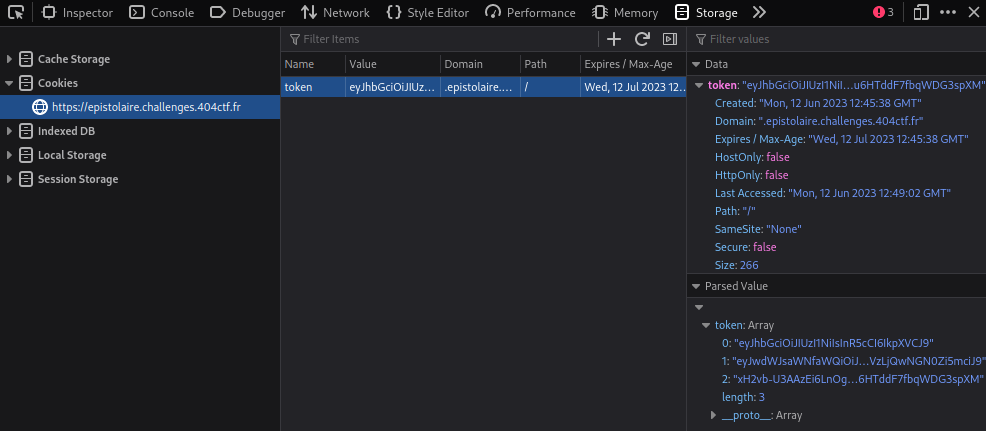 Inspector Console Debugger Network Style Editor Performance Memory Storage 3
Cache Storage
Cookies
https://epistolaire.challenges.404ctf.fr
Indexed DB
Local Storage
Session Storage
Filter Items
Name Value Domain Path Expires / Max-Age
token eyJhbGciOiJIUz... .epistolaire.... / Wed, 12 Jul 2023 12...
Filter values
Data
token: "eyJhbGciOiJIUzI1NiI...u6HTddF7fbqWDG3spXM"
Created: "Mon, 12 Jun 2023 12:45:38 GMT"
Domain: ".epistolaire.challenges.404ctf.fr"
Expires / Max-Age: "Wed, 12 Jul 2023 12:45:38 GMT"
HostOnly: false
HttpOnly: false
Last Accessed: "Mon, 12 Jun 2023 12:49:02 GMT"
Path: "/"
SameSite: "None"
Secure: false
Size: 266
Parsed Value
token: Array
0: "eyJhbGciOiJIUzI1NiIsInR5cCI6IkpXVCJ9"
1: "eyJwdWJsaWNfaWQiOiJ...VzLjQwNGN0Zi5mciJ9"
2: "xH2vb-U3AAzEi6LnOg...6HTddF7fbqWDG3spXM"
length: 3
__proto__: Array